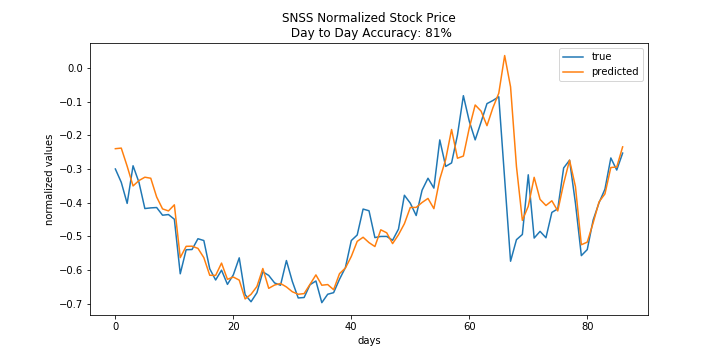 SNSS Normalized Stock Price
Day to Day Accuracy: 81%
true
predicted
normalized values
0.0
−0.1
−0.2
−0.3
−0.4
−0.5
−0.6
−0.7
0
20
40
60
80
days